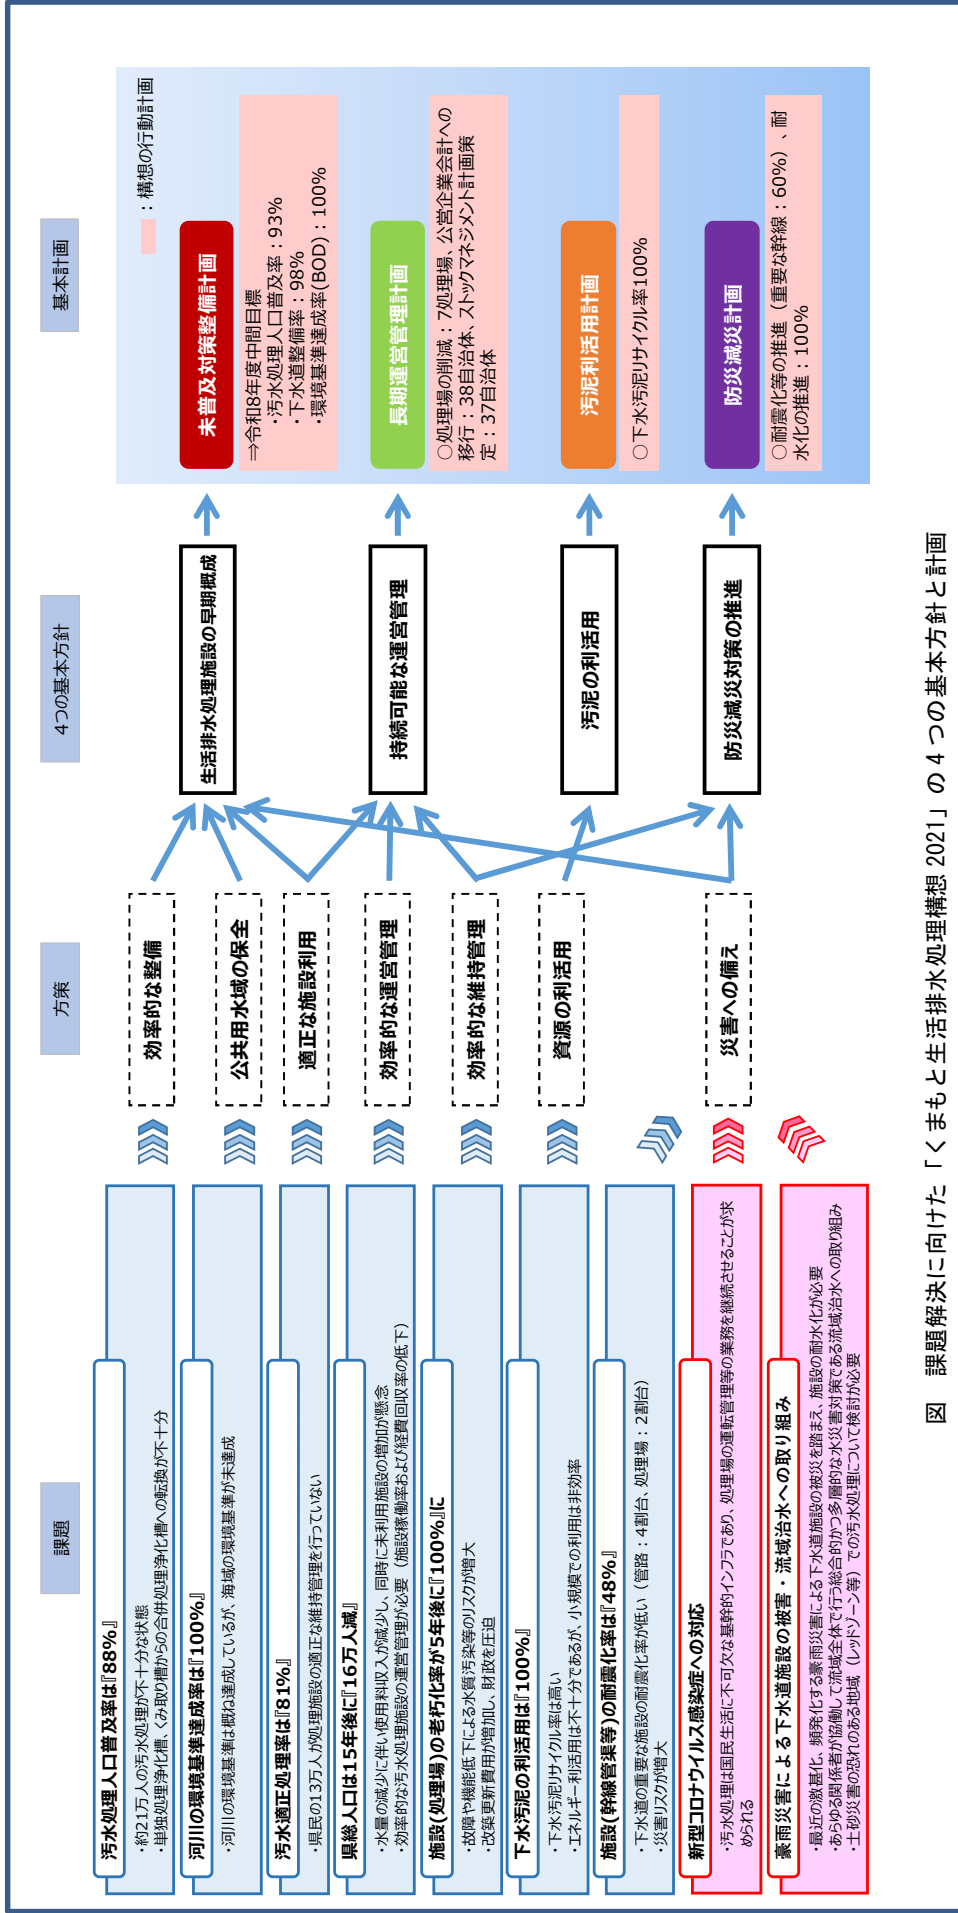 課題
方策
4つの基本方針
基本計画
汚水処理人口普及率は『88%』
・約21万人の汚水処理が不十分な状態
・単独処理浄化槽、くみ取り槽からの合併処理浄化槽への転換が不十分
河川の環境基準達成率は『100%』
・河川の環境基準は概ね達成しているが、海域の環境基準が未達成
汚水適正処理率は『81%』
・県民の13万人が処理施設の適正な維持管理を行っていない
県総人口は15年後に『16万人減』
・水量の減少に伴い使用料収入が減少し、同時に未利用施設の増加が懸念
・効率的な汚水処理施設の運営管理が必要（施設稼働率および経費回収率の低下）
施設(処理場)の老朽化率が5年後に『100%』に
・故障や機能低下による水質汚染等のリスクが増大
・改築更新費用が増加し、財政を圧迫
下水汚泥の利活用は『100%』
・下水汚泥リサイクル率は高い
・エネルギー利活用は不十分であるが、小規模での利用は非効率
施設(幹線管渠等)の耐震化率は『48%』
・下水道の重要な施設の耐震化率が低い（管路：4割台、処理場：2割台）
・災害リスクが増大
新型コロナウイルス感染症への対応
・汚水処理は国民生活に不可欠な基幹的インフラであり、処理場の運転管理等の業務を継続させることが求
められる
豪雨災害による下水道施設の被害・流域治水への取り組み
・最近の激甚化、頻発化する豪雨災害による下水道施設の被災を踏まえ、施設の耐水化が必要
・あらゆる関係者が協働して流域全体で行う総合的かつ多層的な水災害対策である流域治水への取り組み
・土砂災害の恐れのある地域（レッドゾーン等）での汚水処理について検討が必要
効率的な整備
公共用水域の保全
適正な施設利用
効率的な運営管理
効率的な維持管理
資源の利活用
災害への備え
生活排水処理施設の早期概成
持続可能な運営管理
汚泥の利活用
防災減災対策の推進
：構想の行動計画
未普及対策整備計画
⇒令和8年度中間目標
・汚水処理人口普及率：93%
・下水道整備率：98%
・環境基準達成率(BOD)：100%
長期運営管理計画
○処理場の削減：7処理場、公営企業会計への
移行：38自治体、ストックマネジメント計画策
定：37自治体
汚泥利活用計画
○下水汚泥リサイクル率100%
防災減災計画
○耐震化等の推進（重要な幹線：60%）、耐
水化の推進：100%
図　課題解決に向けた「くまもと生活排水処理構想 2021」の 4 つの基本方針と計画